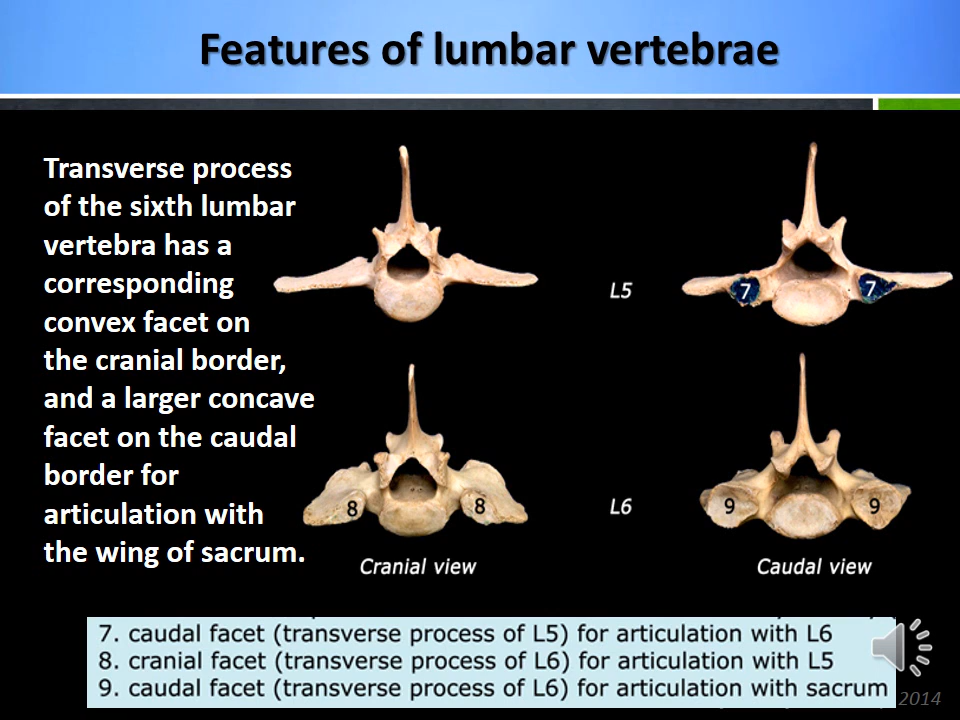 Features of lumbar vertebrae
Transverse process
of the sixth lumbar
vertebra has a
corresponding
convex facet on
the cranial border,
and a larger concave
facet on the caudal
border for
articulation with
the wing of sacrum.
L5
7
7
8
8
L6
9
9
Cranial view
Caudal view
7. caudal facet (transverse process of L5) for articulation with L6
8. cranial facet (transverse process of L6) for articulation with L5
9. caudal facet (transverse process of L6) for articulation with sacrum
2014